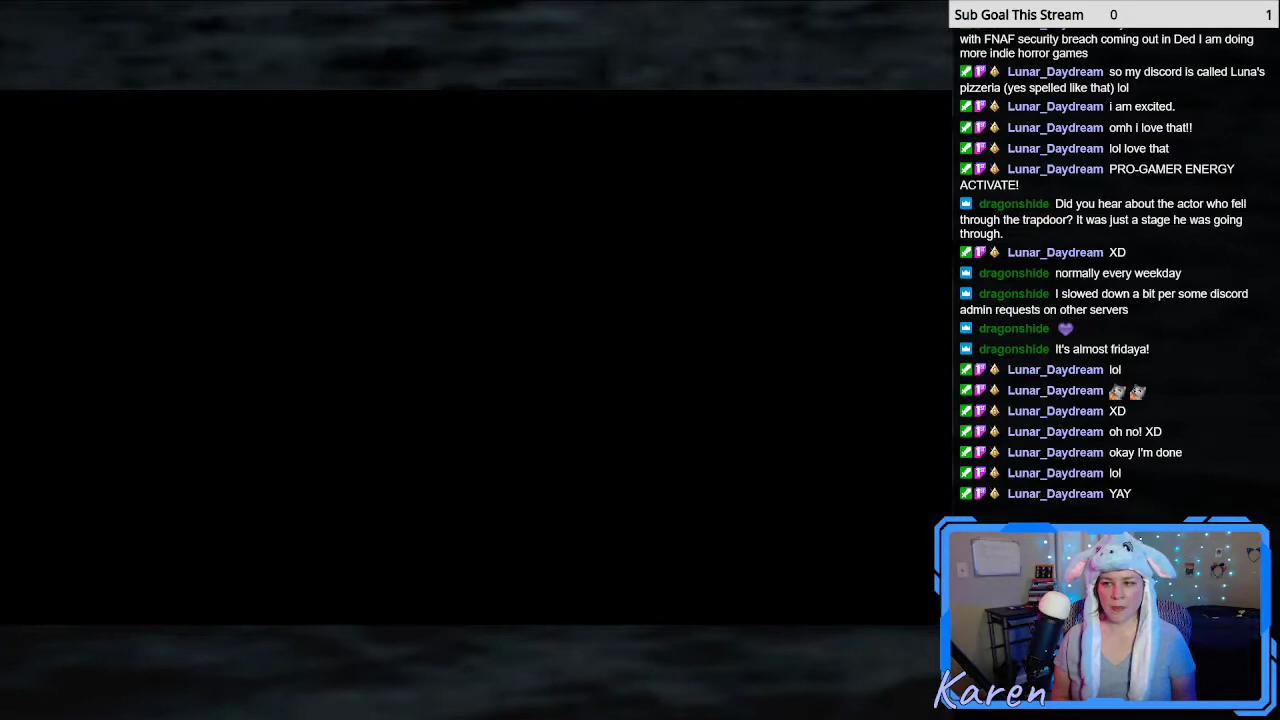 Sub Goal This Stream 0 1
with FNAF security breach coming out in Ded I am doing
more indie horror games
Lunar_Daydream so my discord is called Luna's
pizzeria (yes spelled like that) lol
Lunar_Daydream i am excited.
Lunar_Daydream omh i love that!!
Lunar_Daydream lol love that
Lunar_Daydream PRO-GAMER ENERGY
ACTIVATE!
dragonshide Did you hear about the actor who fell
through the trapdoor? It was just a stage he was going
through.
Lunar_Daydream XD
dragonshide normally every weekday
dragonshide I slowed down a bit per some discord
admin requests on other servers
dragonshide
dragonshide It's almost fridaya!
Lunar_Daydream lol
Lunar_Daydream
Lunar_Daydream XD
Lunar_Daydream oh no! XD
Lunar_Daydream okay I'm done
Lunar_Daydream lol
Lunar_Daydream YAY
Karen